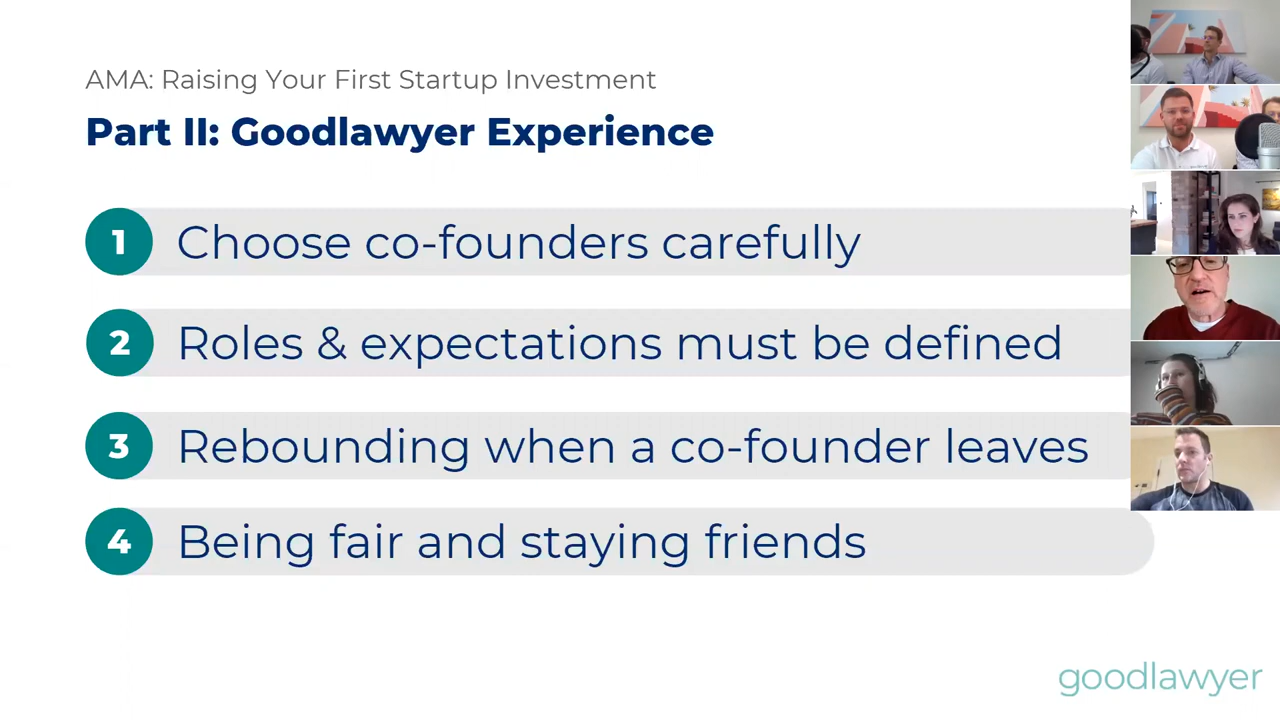 AMA: Raising Your First Startup Investment
Part II: Goodlawyer Experience
1 Choose co-founders carefully
2 Roles & expectations must be defined
3 Rebounding when a co-founder leaves
4 Being fair and staying friends
goodlawyer